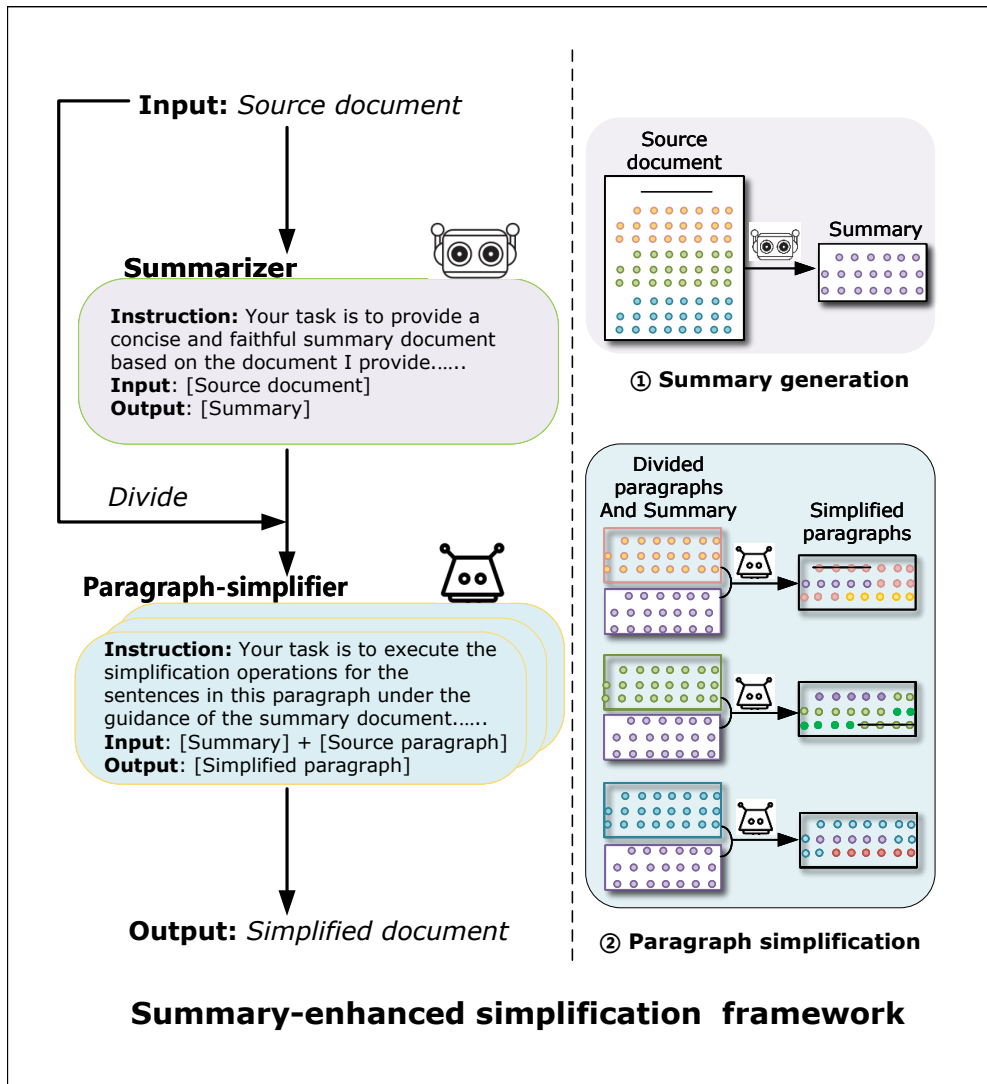 Input: Source document
Summarizer
Instruction: Your task is to provide a
concise and faithful summary document
based on the document I provide......
Input: [Source document]
Output: [Summary]
Divide
Paragraph-simplifier
Instruction: Your task is to execute the
simplification operations for the
sentences in this paragraph under the
guidance of the summary document......
Input: [Summary] + [Source paragraph]
Output: [Simplified paragraph]
Output: Simplified document
Source
document
Summary
① Summary generation
Divided
paragraphs
And Summary
Simplified
paragraphs
② Paragraph simplification
Summary-enhanced simplification framework